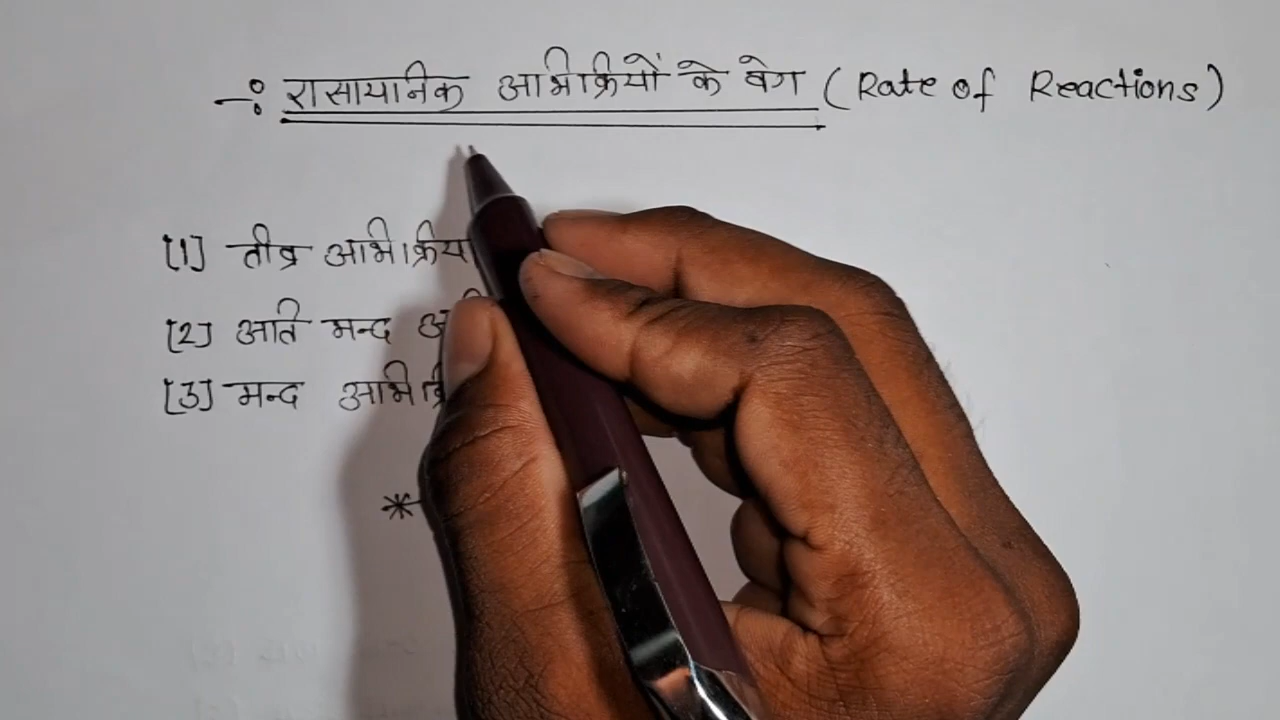 -: रासायनिक अभिक्रियों के वेग (Rate of Reactions)
[1] तीव्र अभिक्रिया
[2] अति मन्द
[3] मन्द
*